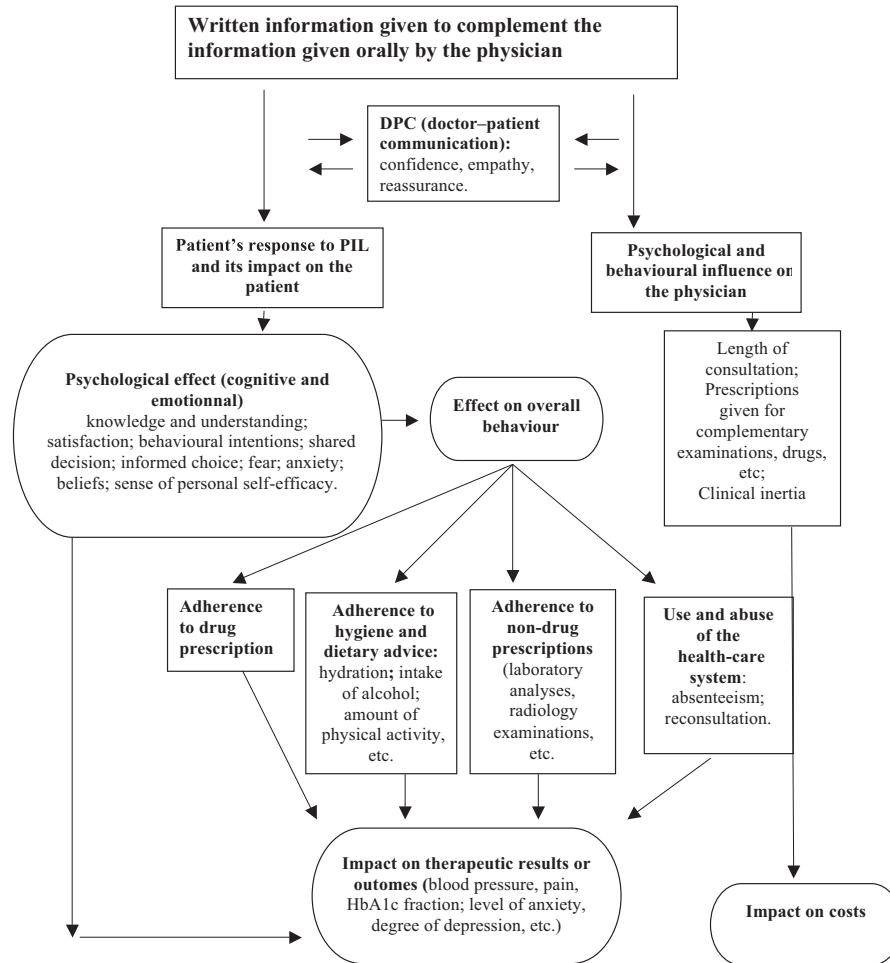 Written information given to complement the
information given orally by the physician
DPC (doctor–patient
communication):
confidence, empathy,
reassurance.
Patient's response to PIL
and its impact on the
patient
Psychological and
behavioural influence on
the physician
Psychological effect (cognitive and
emotionnal)
knowledge and understanding;
satisfaction; behavioural intentions; shared
decision; informed choice; fear; anxiety;
beliefs; sense of personal self-efficacy.
Effect on overall
behaviour
Length of
consultation;
Prescriptions
given for
complementary
examinations, drugs,
etc;
Clinical inertia
Adherence
to drug
prescription
Adherence to
hygiene and
dietary advice:
hydration; intake
of alcohol;
amount of
physical activity,
etc.
Adherence to
non-drug
prescriptions
(laboratory
analyses,
radiology
examinations,
etc.
Use and abuse
of the
health-care
system:
absenteeism;
reconsultation.
Impact on therapeutic results or
outcomes (blood pressure, pain,
HbA1c fraction; level of anxiety,
degree of depression, etc.)
Impact on costs